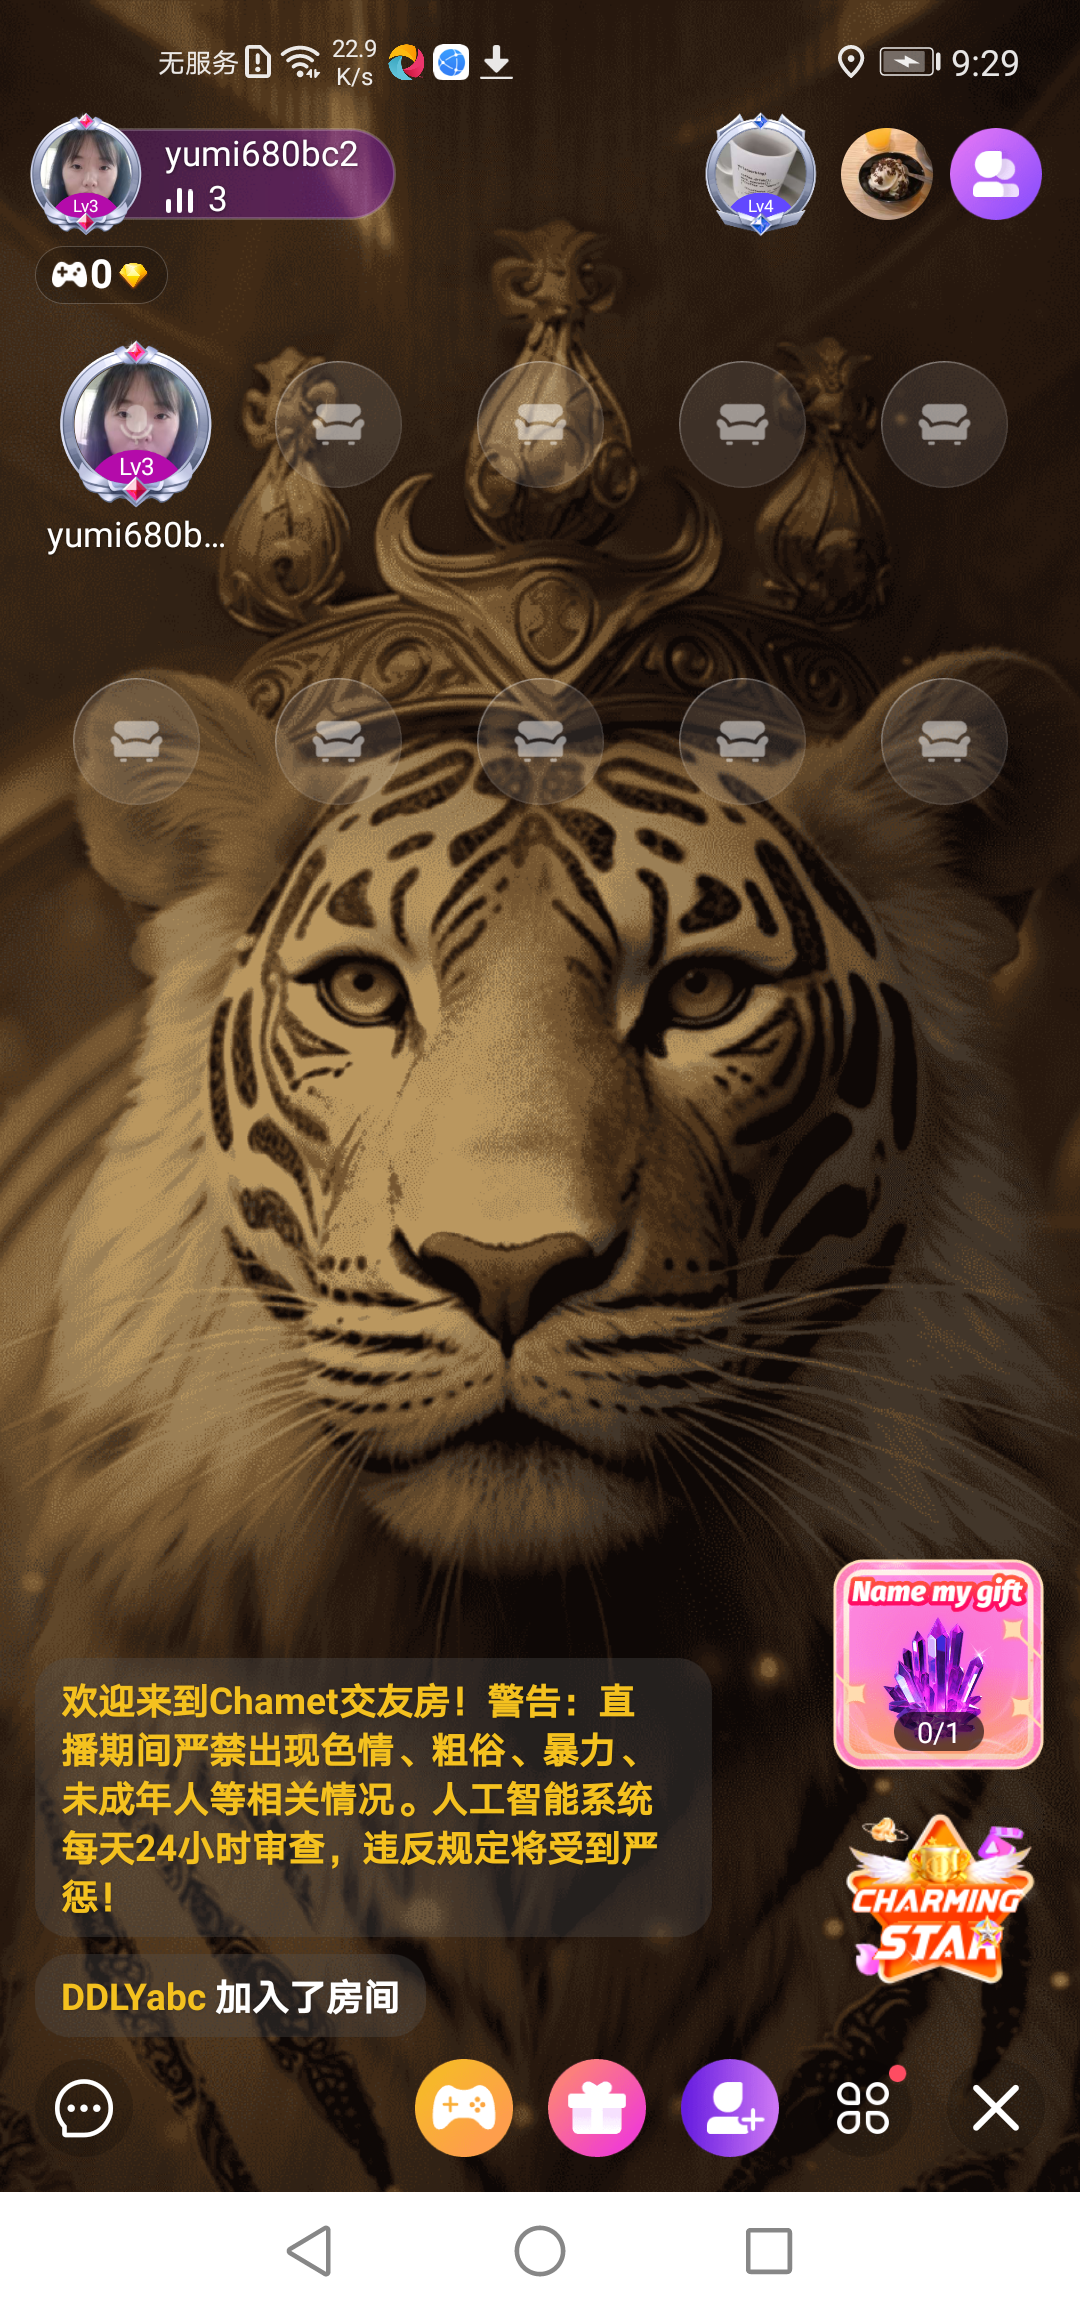 无服务
22.9
K/s
9:29
yumi680bc2
3
Lv3
Lv4
0
Lv3
yumi680b...
Name my gift
0/1
欢迎来到Chamet交友房！警告：直
播期间严禁出现色情、粗俗、暴力、
未成年人等相关情况。人工智能系统
每天24小时审查，违反规定将受到严
惩！
CHARMING
STAR
DDLYabc 加入了房间